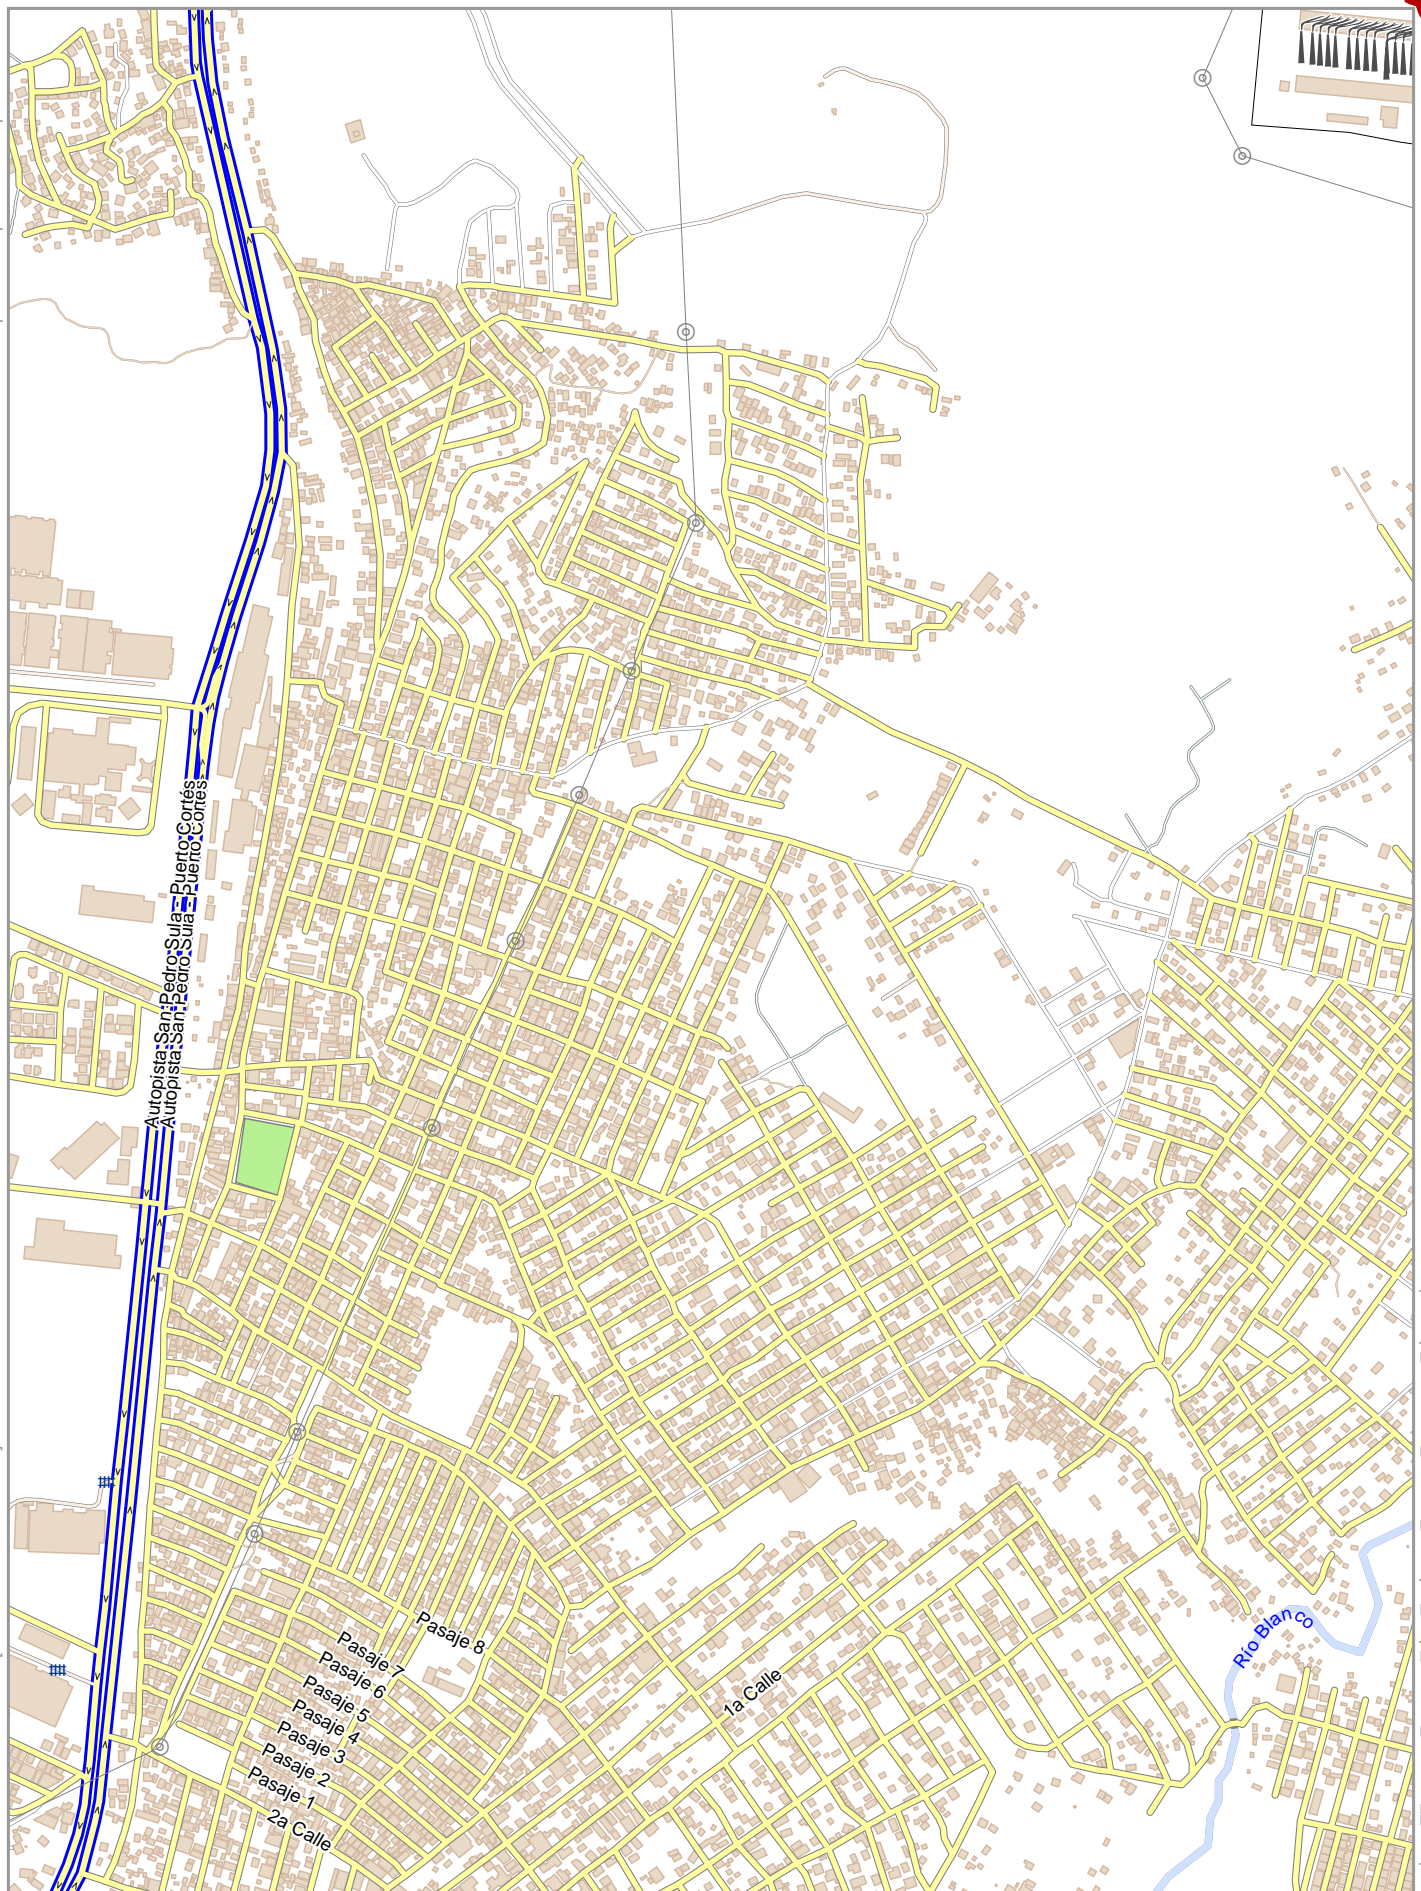 Autopista San Pedro Sula - Puerto Cortés
Autopista San Pedro Sula - Puerto Cortés
Río Blanco
Pasaje 8
Pasaje 7
Pasaje 6
Pasaje 5
Pasaje 4
Pasaje 3
Pasaje 2
Pasaje 1
2a Calle
1a Calle